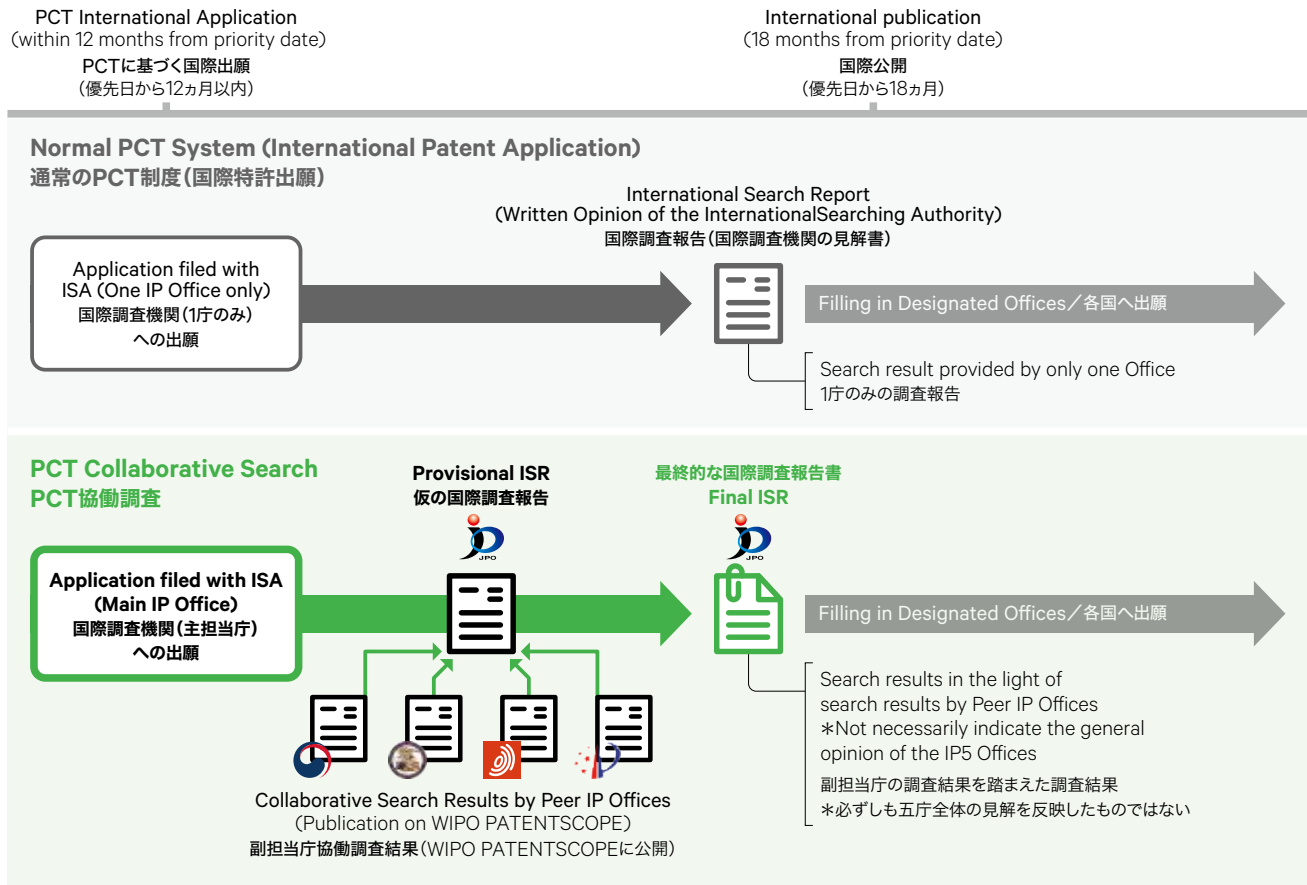 PCT International Application
(within 12 months from priority date)
PCTに基づく国際出願
(優先日から12ヵ月以内)
International publication
(18 months from priority date)
国際公開
(優先日から18ヵ月)
Normal PCT System (International Patent Application)
通常のPCT制度(国際特許出願)
International Search Report
(Written Opinion of the InternationalSearching Authority)
国際調査報告(国際調査機関の見解書)
Application filed with
ISA (One IP Office only)
国際調査機関(1庁のみ)
への出願
Filling in Designated Offices/各国へ出願
Search result provided by only one Office
1庁のみの調査報告
PCT Collaborative Search
PCT協働調査
Provisional ISR
仮の国際調査報告
JPO
最終的な国際調査報告書
Final ISR
JPO
Application filed with ISA
(Main IP Office)
国際調査機関(主担当庁)
への出願
Filling in Designated Offices/各国へ出願
Search results in the light of
search results by Peer IP Offices
*Not necessarily indicate the general
opinion of the IP5 Offices
副担当庁の調査結果を踏まえた調査結果
*必ずしも五庁全体の見解を反映したものではない
Collaborative Search Results by Peer IP Offices
(Publication on WIPO PATENTSCOPE)
副担当庁協働調査結果(WIPO PATENTSCOPEに公開)